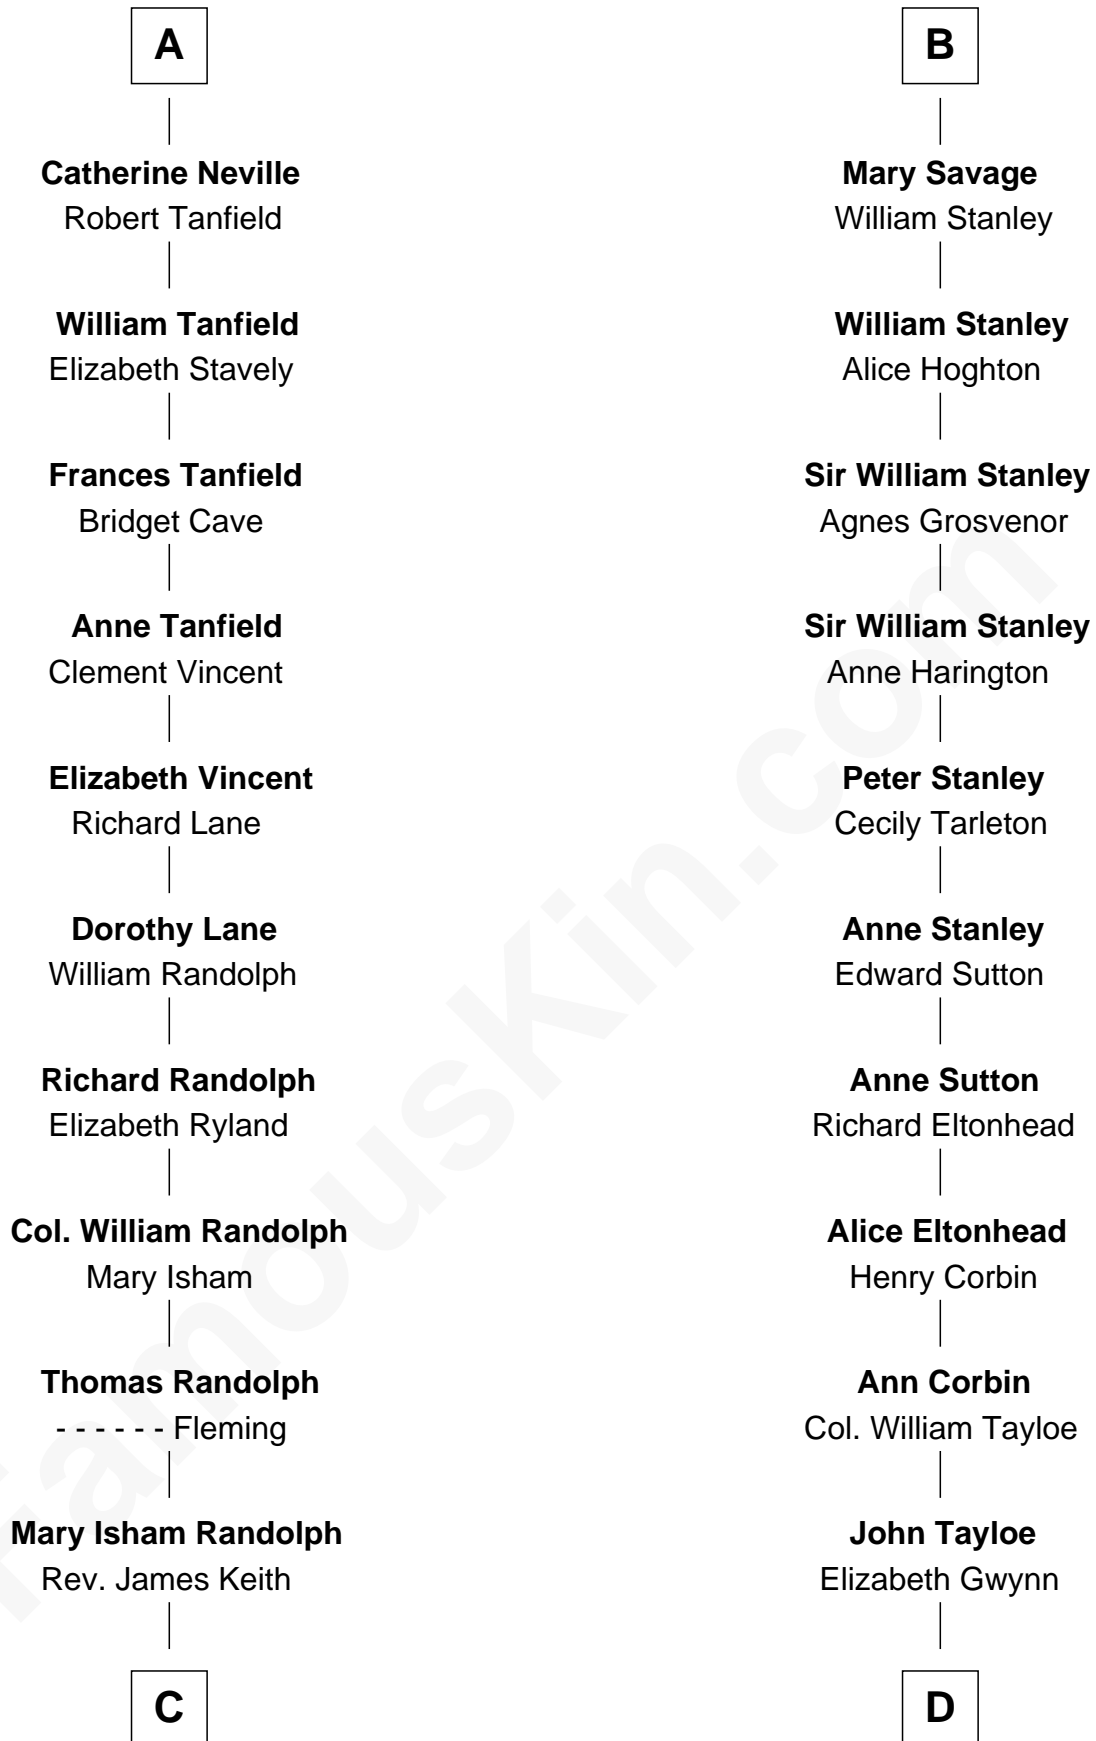 A
Catherine Neville
Robert Tanfield
William Tanfield
Elizabeth Stavely
Frances Tanfield
Bridget Cave
Anne Tanfield
Clement Vincent
Elizabeth Vincent
Richard Lane
Dorothy Lane
William Randolph
Richard Randolph
Elizabeth Ryland
Col. William Randolph
Mary Isham
Thomas Randolph
- - - - - - Fleming
Mary Isham Randolph
Rev. James Keith
C
B
Mary Savage
William Stanley
William Stanley
Alice Hoghton
Sir William Stanley
Agnes Grosvenor
Sir William Stanley
Anne Harington
Peter Stanley
Cecily Tarleton
Anne Stanley
Edward Sutton
Anne Sutton
Richard Eltonhead
Alice Eltonhead
Henry Corbin
Ann Corbin
Col. William Tayloe
John Tayloe
Elizabeth Gwynn
D
FamousKin.com